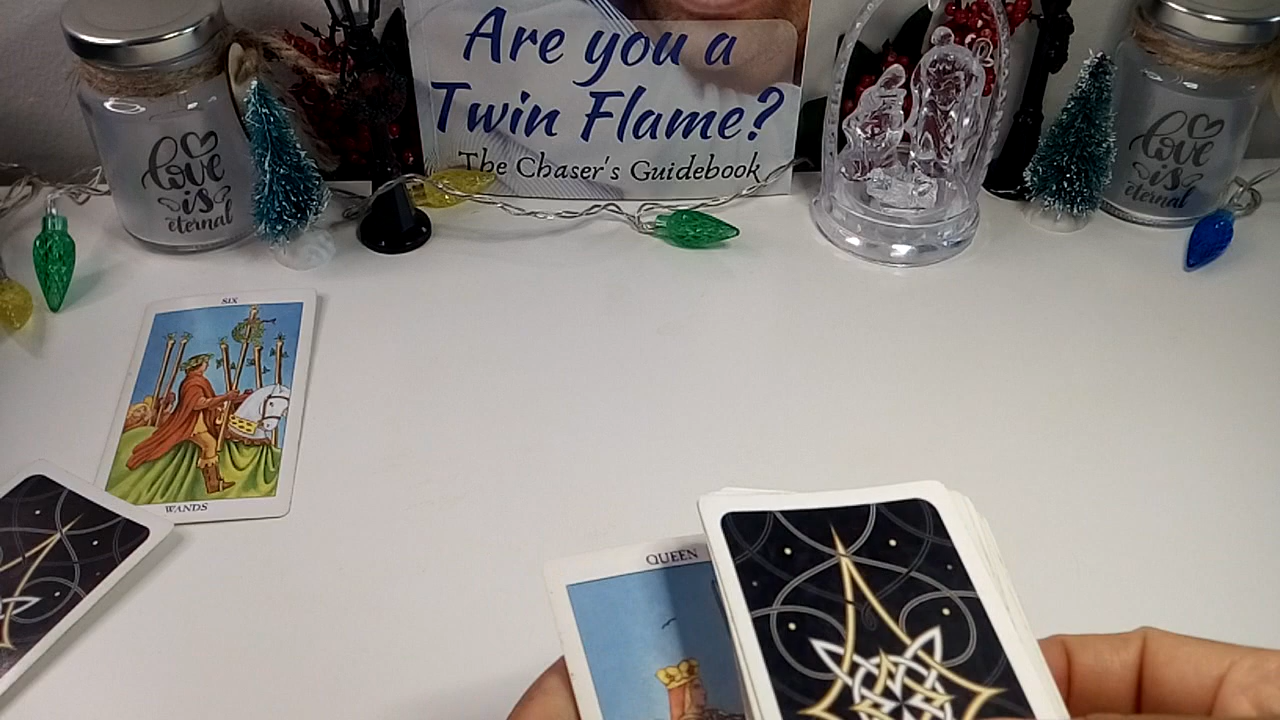 Are you a
Twin Flame?
The Chaser's Guidebook
love
is
eternal
love
is
eternal
SIX
WANDS
QUEEN